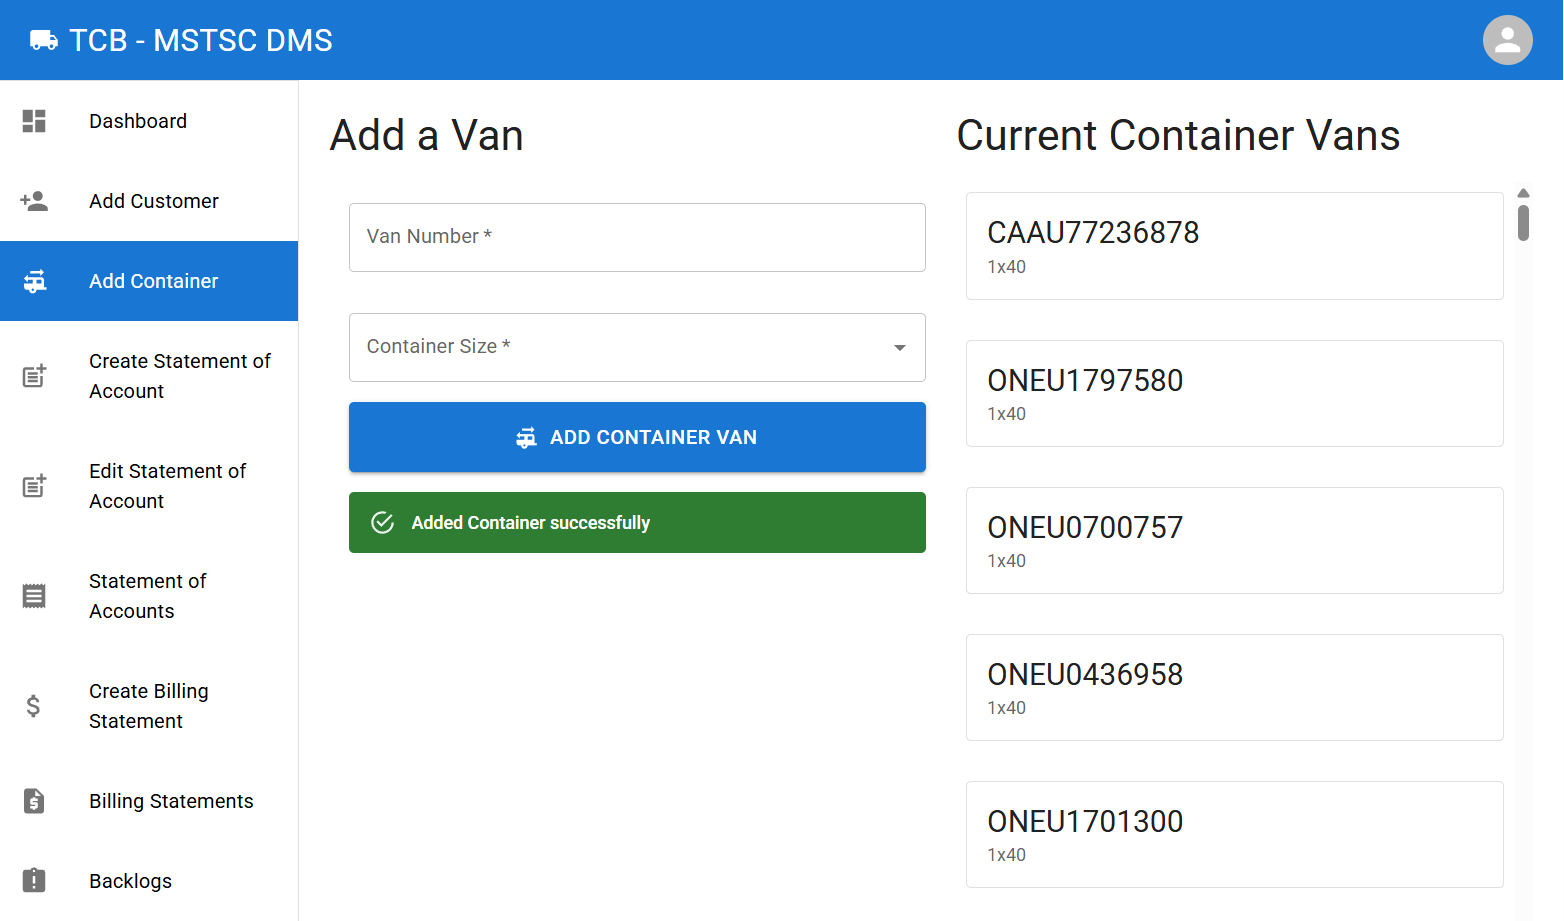 TCB - MSTSC DMS
Dashboard
Add Customer
Add Container
Create Statement of
Account
Edit Statement of
Account
Statement of
Accounts
Create Billing
Statement
Billing Statements
Backlogs
Add a Van
Van Number *
Container Size *
ADD CONTAINER VAN
Added Container successfully
Current Container Vans
CAAU77236878
1x40
ONEU1797580
1x40
ONEU0700757
1x40
ONEU0436958
1x40
ONEU1701300
1x40